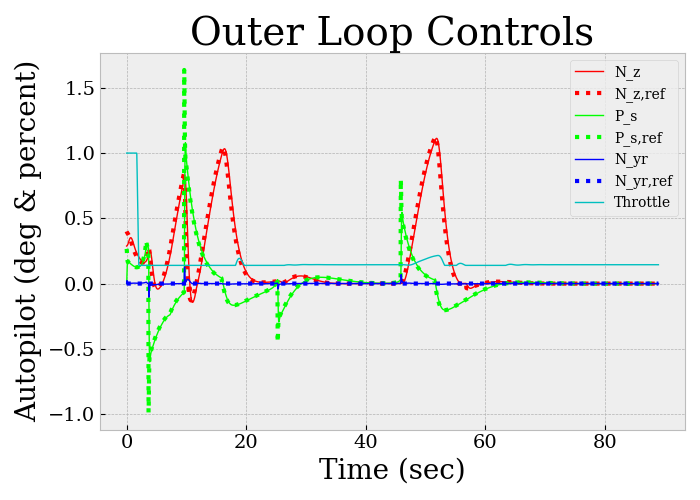 Outer Loop Controls
Autopilot (deg & percent)
1.5
1.0
0.5
0.0
−0.5
−1.0
0 20 40 60 80
Time (sec)
N_z
N_z,ref
P_s
P_s,ref
N_yr
N_yr,ref
Throttle